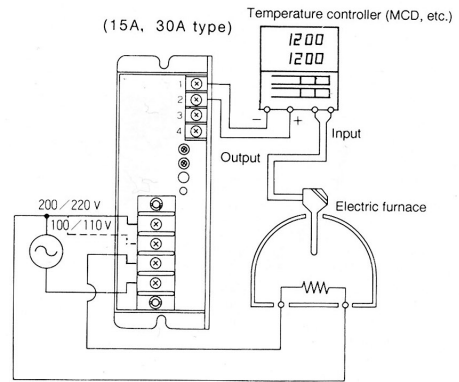 Temperature controller (MCD, etc.)
(15A, 30A type)
1200
1200
1
2
3
4
− +
Input
Output
200/220 V
100/110 V
Electric furnace